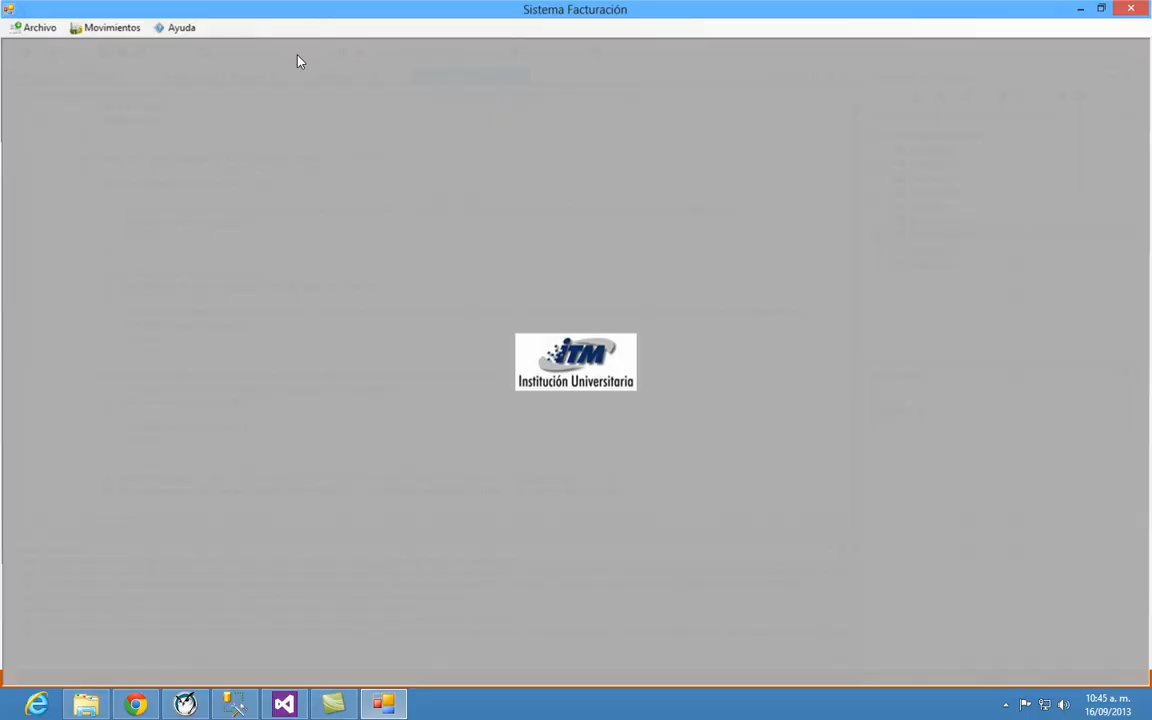 Sistema Facturación
Archivo Movimientos Ayuda
iTM
Institución Universitaria
10:45 a. m.
16/09/2013